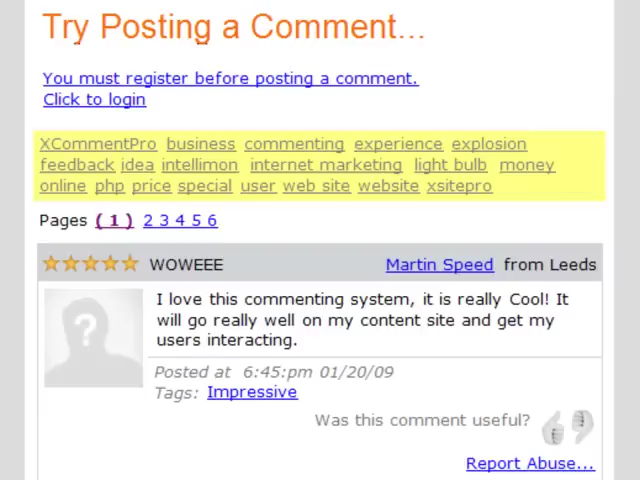 Try Posting a Comment...
You must register before posting a comment.
Click to login
XCommentPro business commenting experience explosion
feedback idea intellimon internet marketing light bulb money
online php price special user web site website xsitepro
Pages ( 1 ) 2 3 4 5 6
WOWEEE Martin Speed from Leeds
I love this commenting system, it is really Cool! It
will go really well on my content site and get my
users interacting.
Posted at 6:45:pm 01/20/09
Tags: Impressive
Was this comment useful?
Report Abuse...